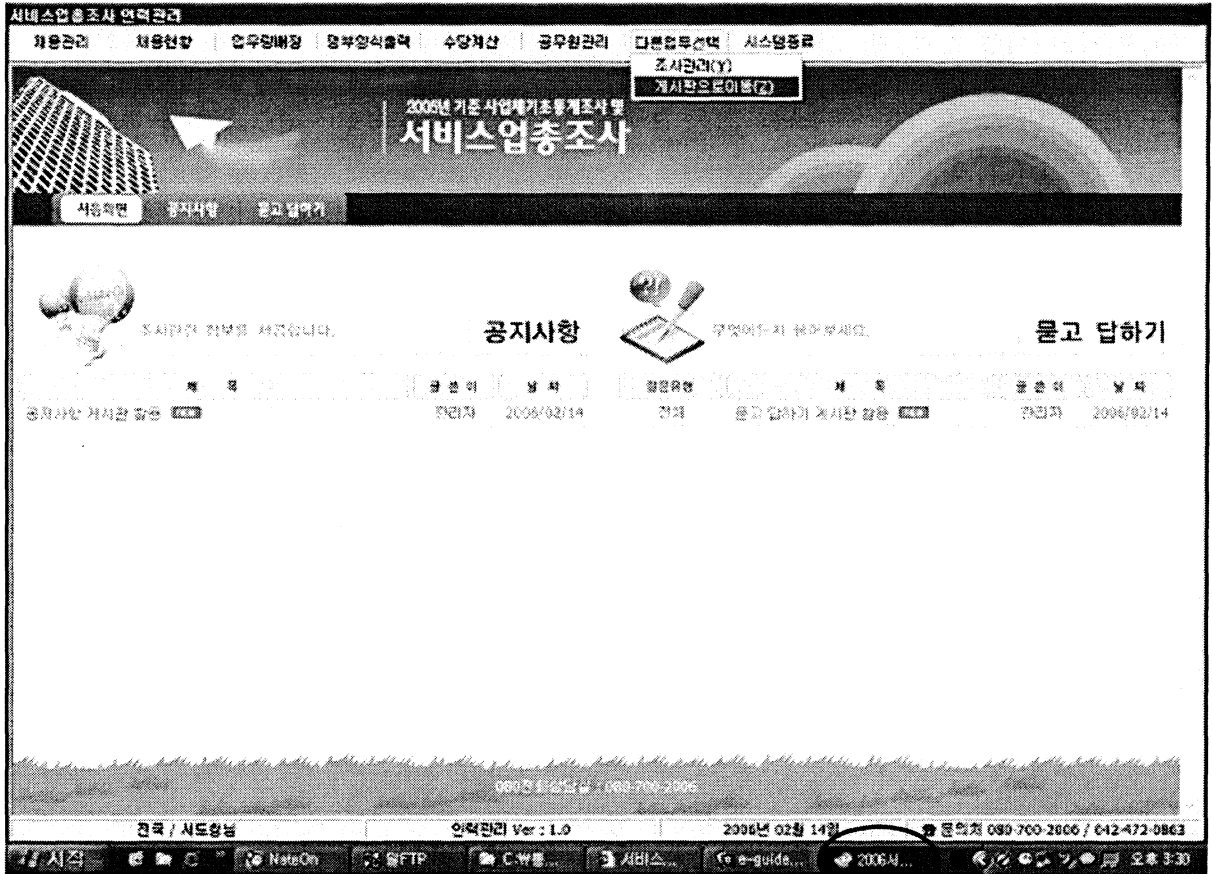 서비스업총조사 인력관리
채용관리 채용현황 업무량배정 명부양식출력 수당계산 공무원관리 다른업무선택 시스템종료
조사관리(Y)
게시판으로이동(Z)
2005년 기준 사업체기초통계조사 및
서비스업총조사
처음화면 공지사항 묻고 답하기
공지사항
묻고 답하기
제 목 글쓴이 날짜 질문유형 제 목 글쓴이 날짜
공지사항 게시판 활용 관리자 2006/02/14 전체 묻고 답하기 게시판 활용 관리자 2006/02/14
080-700-2006
전국 / 시도청님 인력관리 Ver : 1.0 2006년 02월 14일 문의처 080-700-2006 / 042-472-0863
시작 NateOn 알FTP 서비스... e-guide... 2006서... 오후 3:30